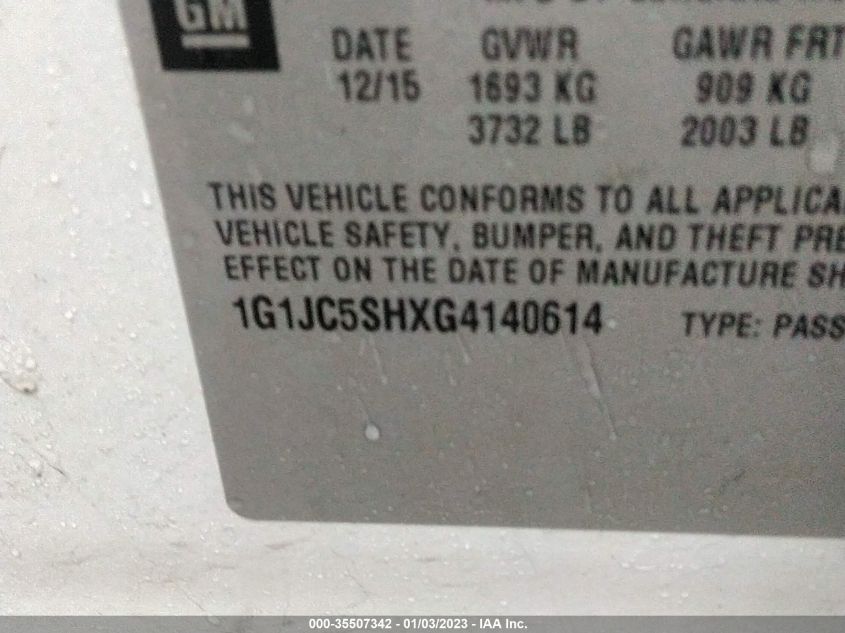 GM
DATE GVWR GAWR FRT
12/15 1693 KG 909 KG
3732 LB 2003 LB
THIS VEHICLE CONFORMS TO ALL APPLICA
VEHICLE SAFETY, BUMPER, AND THEFT PRE
EFFECT ON THE DATE OF MANUFACTURE SH
1G1JC5SHXG4140614 TYPE: PASS
000-35507342 - 01/03/2023 - IAA Inc.